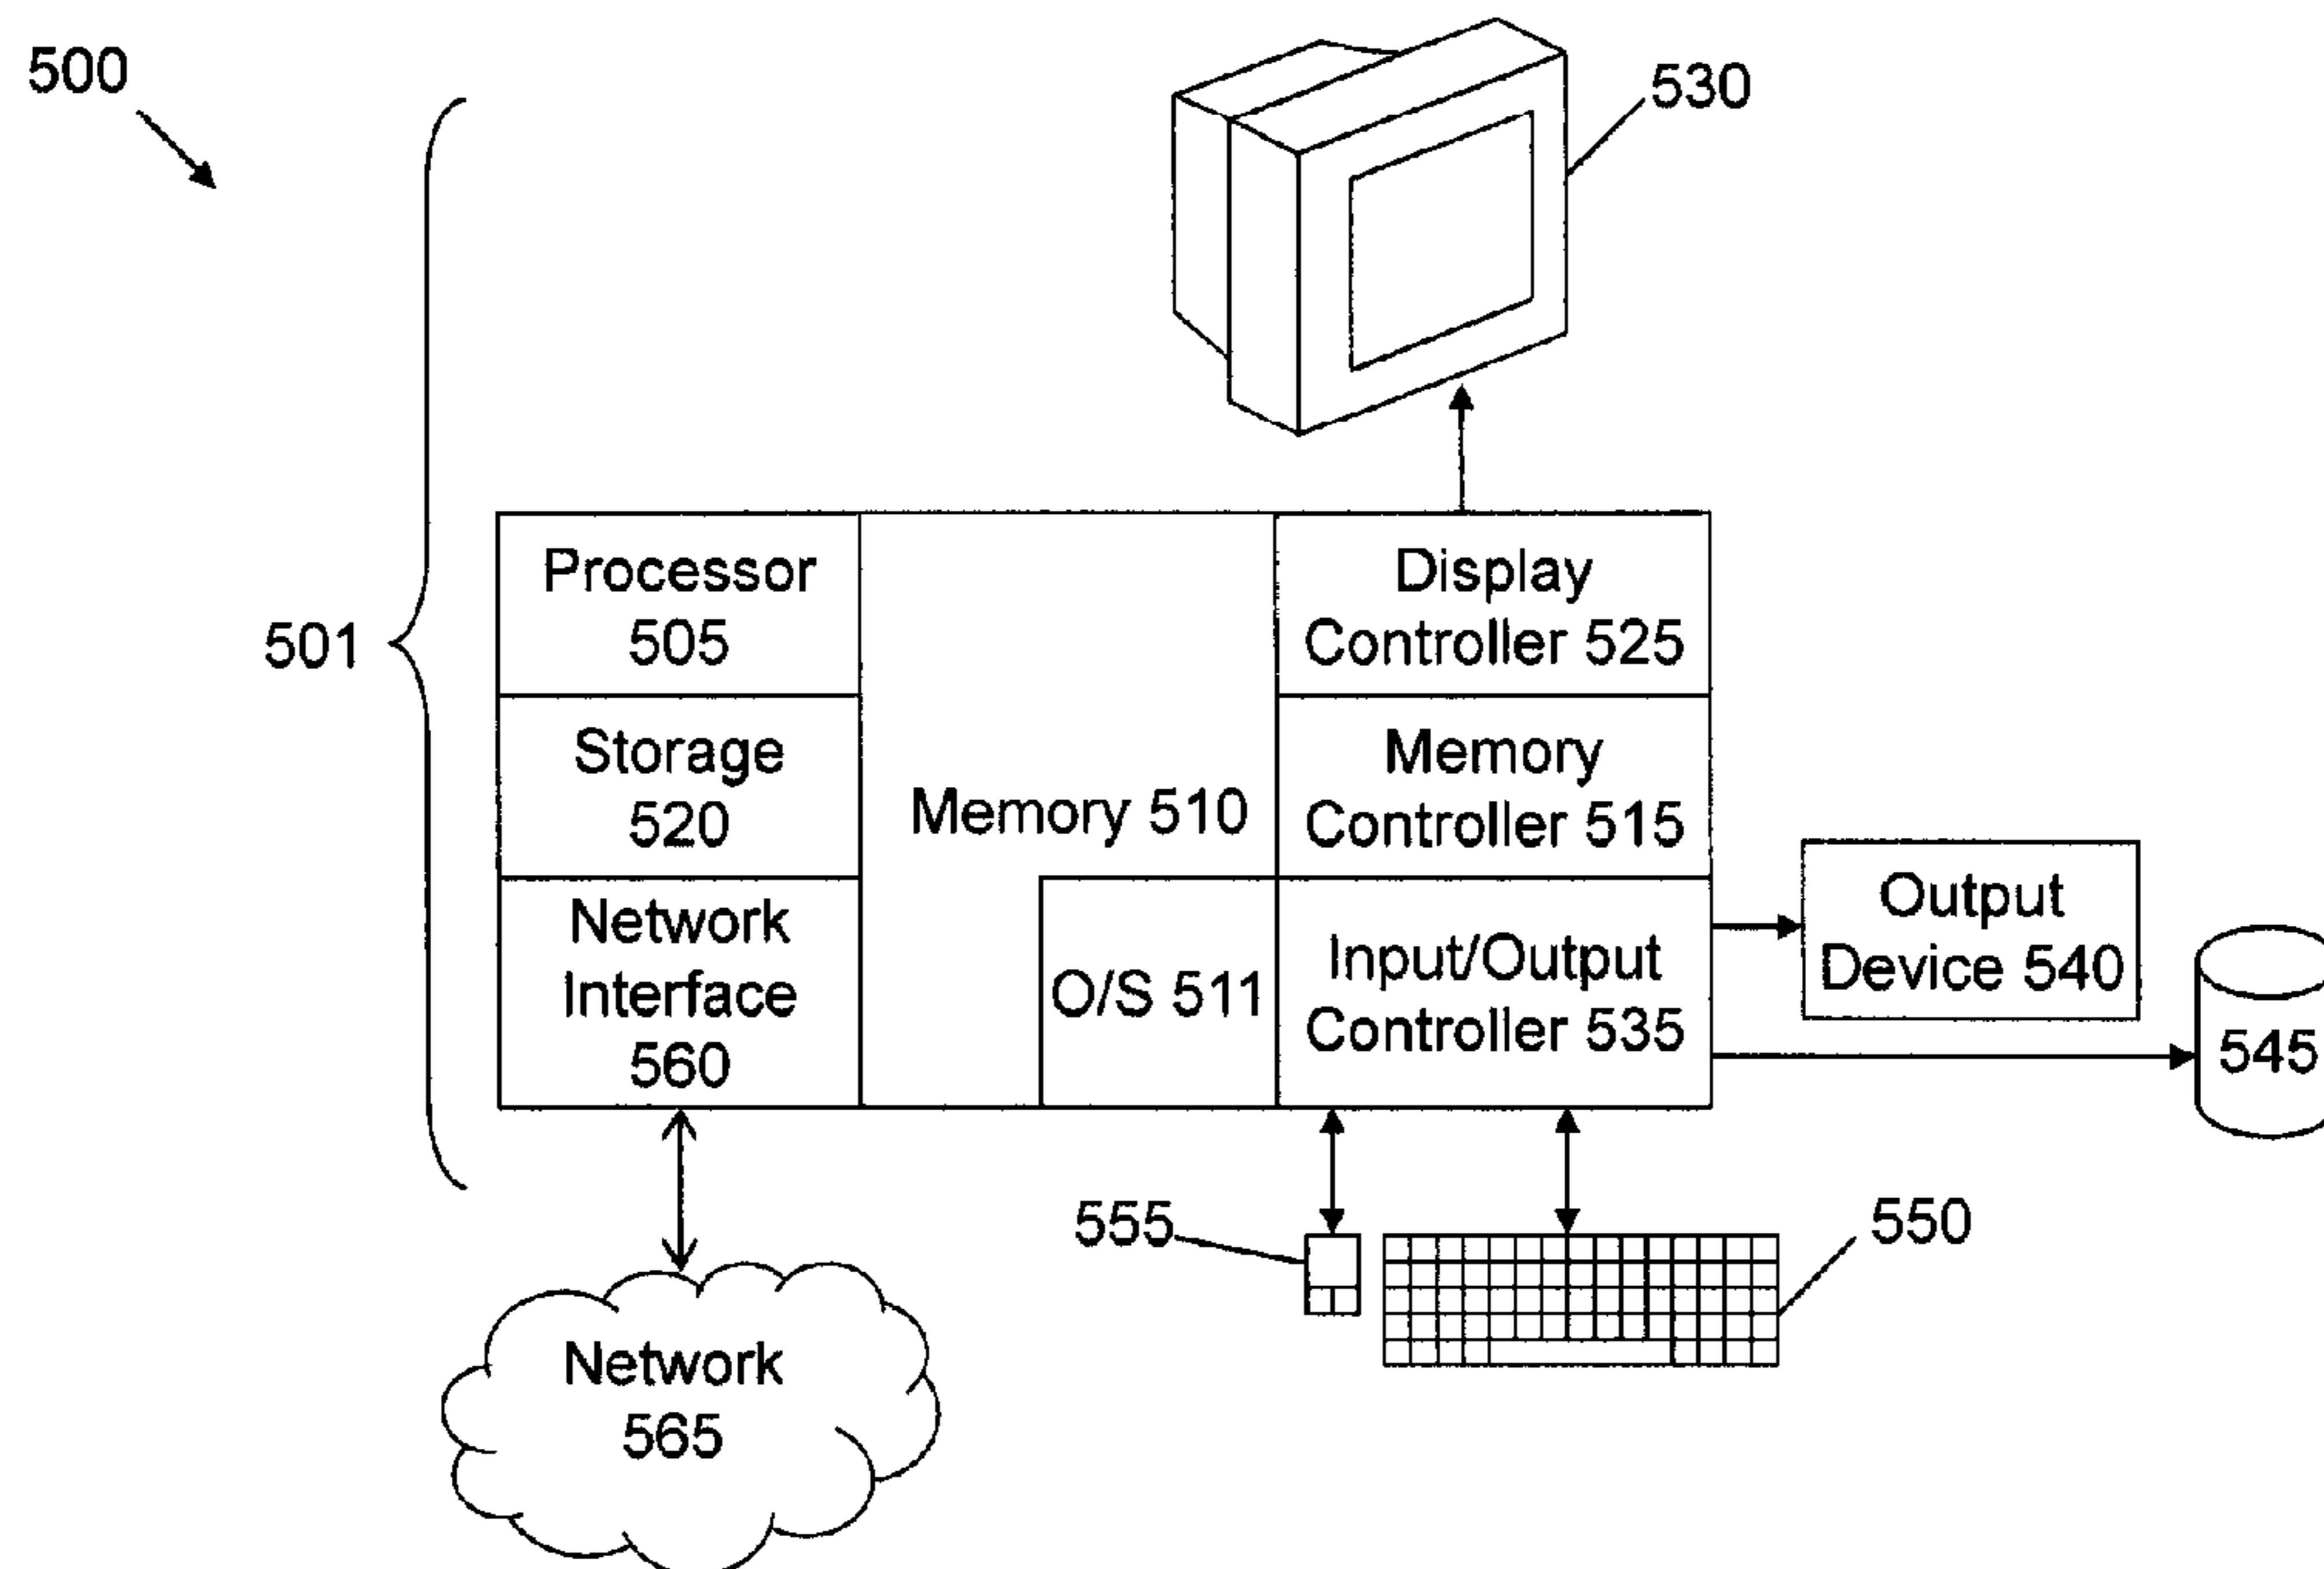 500
530
501
Processor
505
Display
Controller 525
Storage
520
Memory 510
Memory
Controller 515
Network
Interface
560
O/S 511
Input/Output
Controller 535
Output
Device 540
545
555
550
Network
565